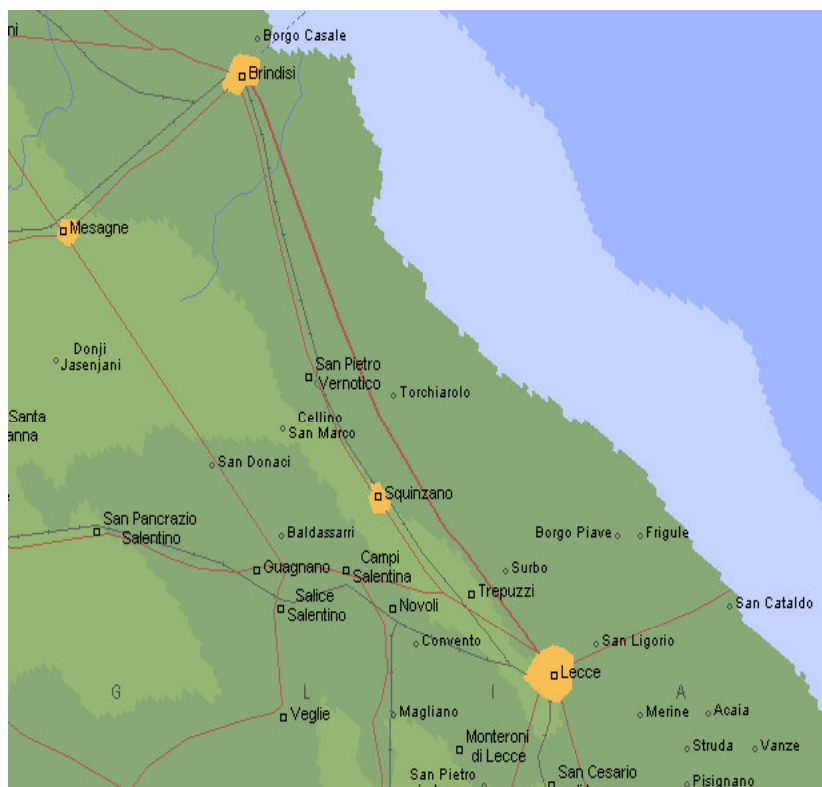 ni
Borgo Casale
Brindisi
Mesagne
Donji
Jasenjani
San Pietro
Vernotico
Torchiarolo
Santa
anna
Cellino
San Marco
San Donaci
Squinzano
San Pancrazio
Salentino
Baldassarri
Borgo Piave
Frigule
Guagnano
Campi
Salentina
Surbo
Trepuzzi
Salice
Salentino
Novoli
San Cataldo
Convento
San Ligorio
Lecce
G L I A
Veglie
Magliano
Merine
Acaia
Monteroni
di Lecce
Struda
Vanze
San Pietro
San Cesario
Pisignano